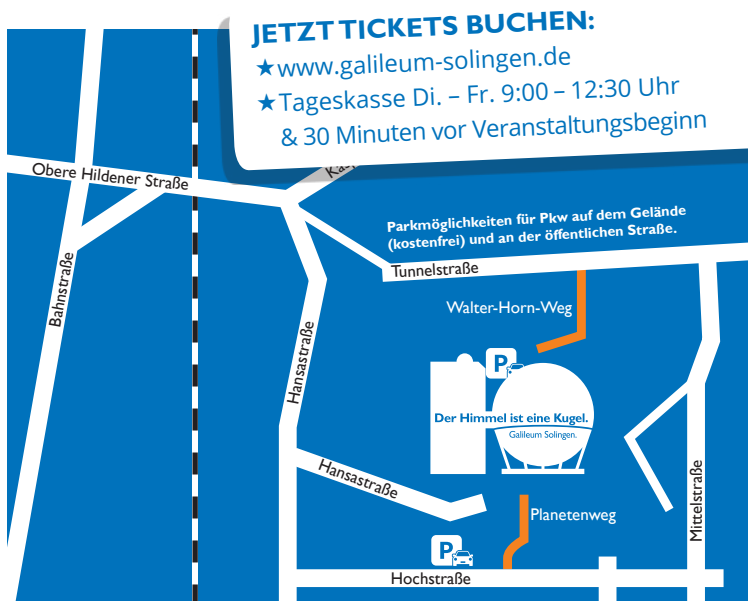 JETZT TICKETS BUCHEN:
★www.galileum-solingen.de
★Tageskasse Di. – Fr. 9:00 – 12:30 Uhr
& 30 Minuten vor Veranstaltungsbeginn
Obere Hildener Straße
Parkmöglichkeiten für Pkw auf dem Gelände
(kostenfrei) und an der öffentlichen Straße.
Tunnelstraße
Bahnstraße
Walter-Horn-Weg
Hansastraße
P
Der Himmel ist eine Kugel.
Galileum Solingen.
Hansastraße
Mittelstraße
Planetenweg
P
Hochstraße